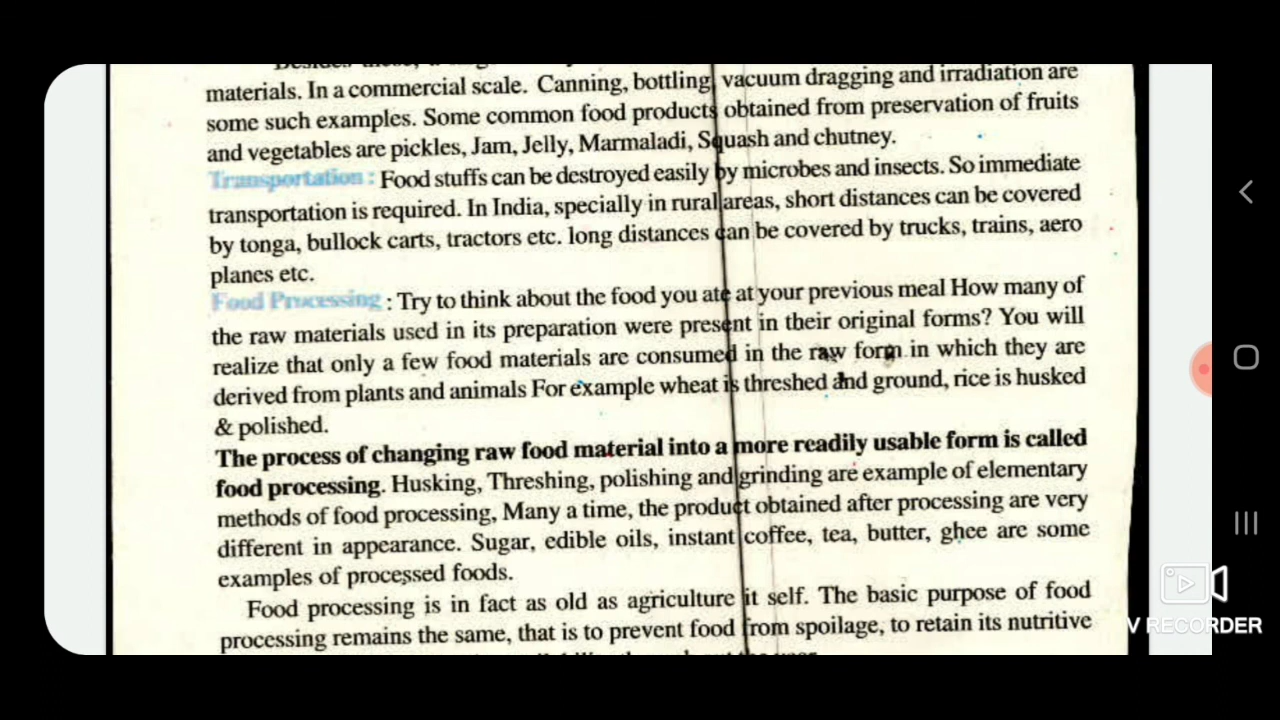 materials. In a commercial scale. Canning, bottling, vacuum dragging and irradiation are
some such examples. Some common food products obtained from preservation of fruits
and vegetables are pickles, Jam, Jelly, Marmaladi, Squash and chutney.
Transportation : Food stuffs can be destroyed easily by microbes and insects. So immediate
transportation is required. In India, specially in rural areas, short distances can be covered
by tonga, bullock carts, tractors etc. long distances can be covered by trucks, trains, aero
planes etc.
Food Processing : Try to think about the food you ate at your previous meal How many of
the raw materials used in its preparation were present in their original forms? You will
realize that only a few food materials are consumed in the raw form in which they are
derived from plants and animals For example wheat is threshed and ground, rice is husked
& polished.
The process of changing raw food material into a more readily usable form is called
food processing. Husking, Threshing, polishing and grinding are example of elementary
methods of food processing, Many a time, the product obtained after processing are very
different in appearance. Sugar, edible oils, instant coffee, tea, butter, ghee are some
examples of processed foods.
Food processing is in fact as old as agriculture it self. The basic purpose of food
processing remains the same, that is to prevent food from spoilage, to retain its nutritive
V RECORDER